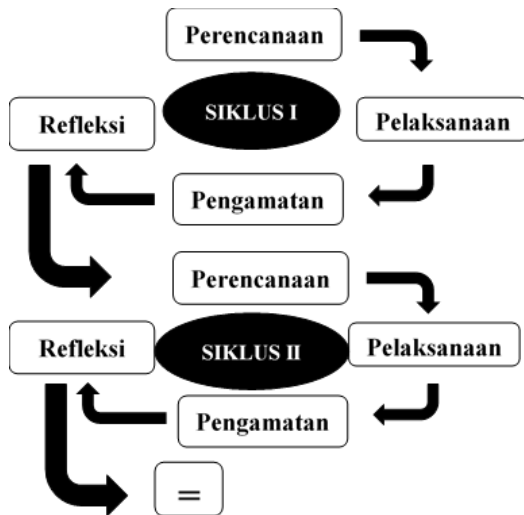 Perencanaan
SIKLUS I
Refleksi
Pelaksanaan
Pengamatan
Perencanaan
Refleksi
SIKLUS II
Pelaksanaan
Pengamatan
=